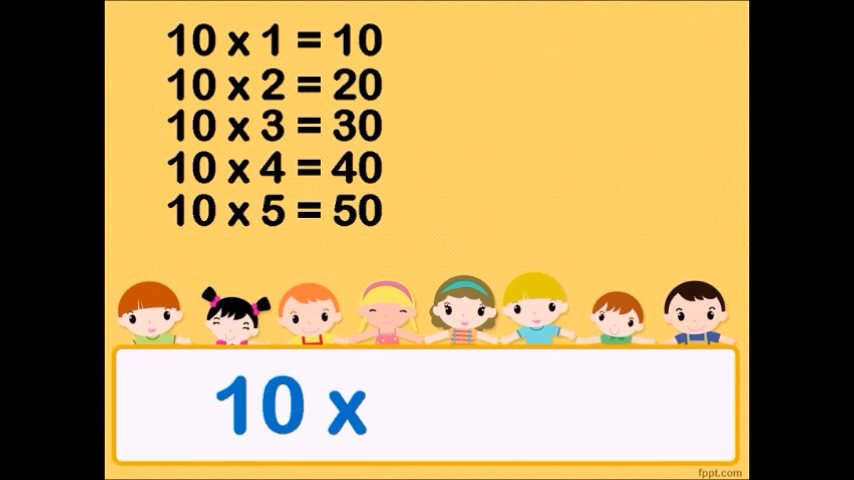 10 x 1 = 10
10 x 2 = 20
10 x 3 = 30
10 x 4 = 40
10 x 5 = 50
10 x
fppt.com